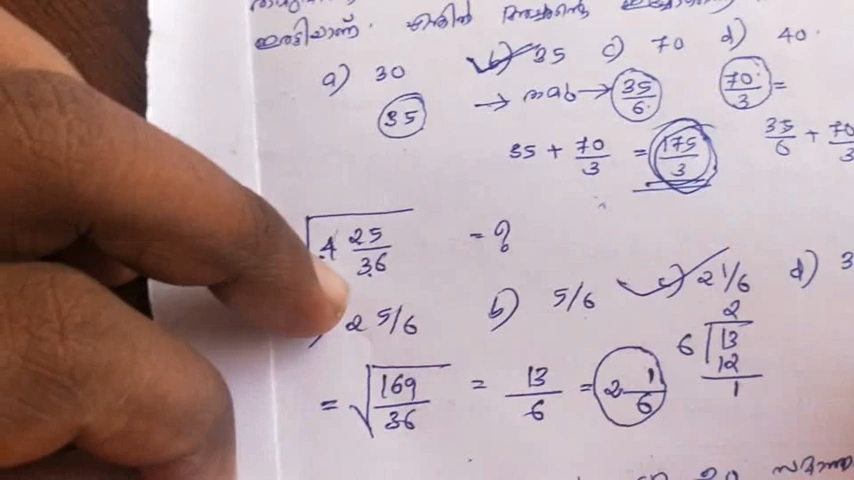 ഇരട്ടിയാണ്. എങ്കിൽ
a) 30 b) 35 c) 70 d) 40.
35 → → 35/6 70/3 =
35 + 70/3 = 175/3 35/6 + 70/3
√4 25/36 = ?
2 5/6 b) 5/6 c) 2 1/6 d) 3
= √169/36 = 13/6 = 2 1/6
2
6 13
12
1